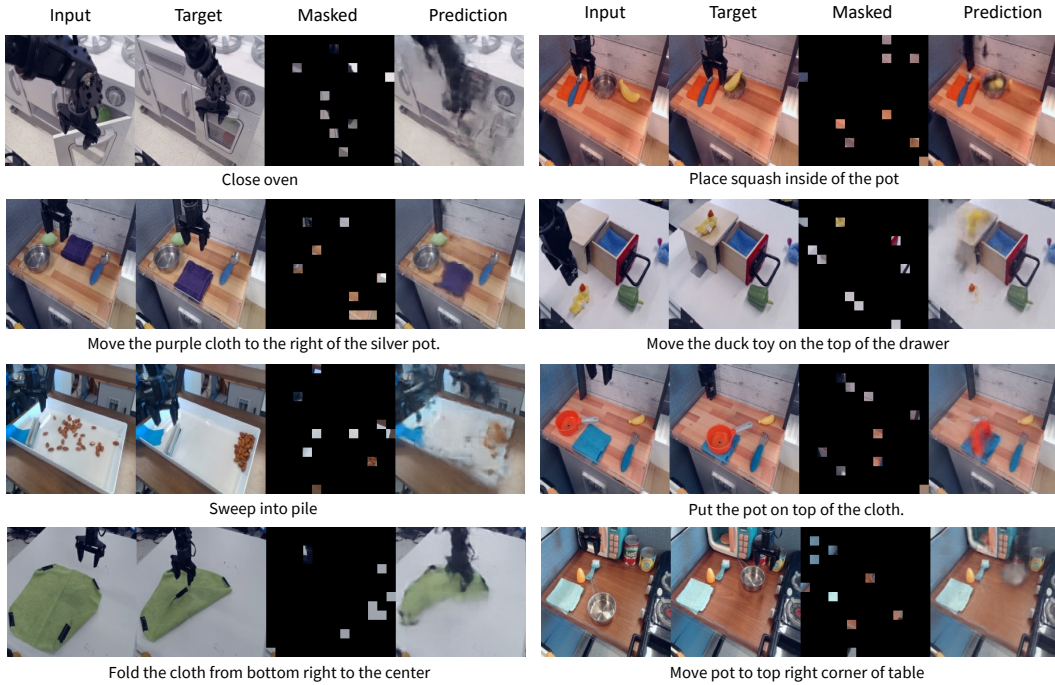 Input Target Masked Prediction Input Target Masked Prediction
Close oven
Place squash inside of the pot
Move the purple cloth to the right of the silver pot.
Move the duck toy on the top of the drawer
Sweep into pile
Put the pot on top of the cloth.
Fold the cloth from bottom right to the center
Move pot to top right corner of table